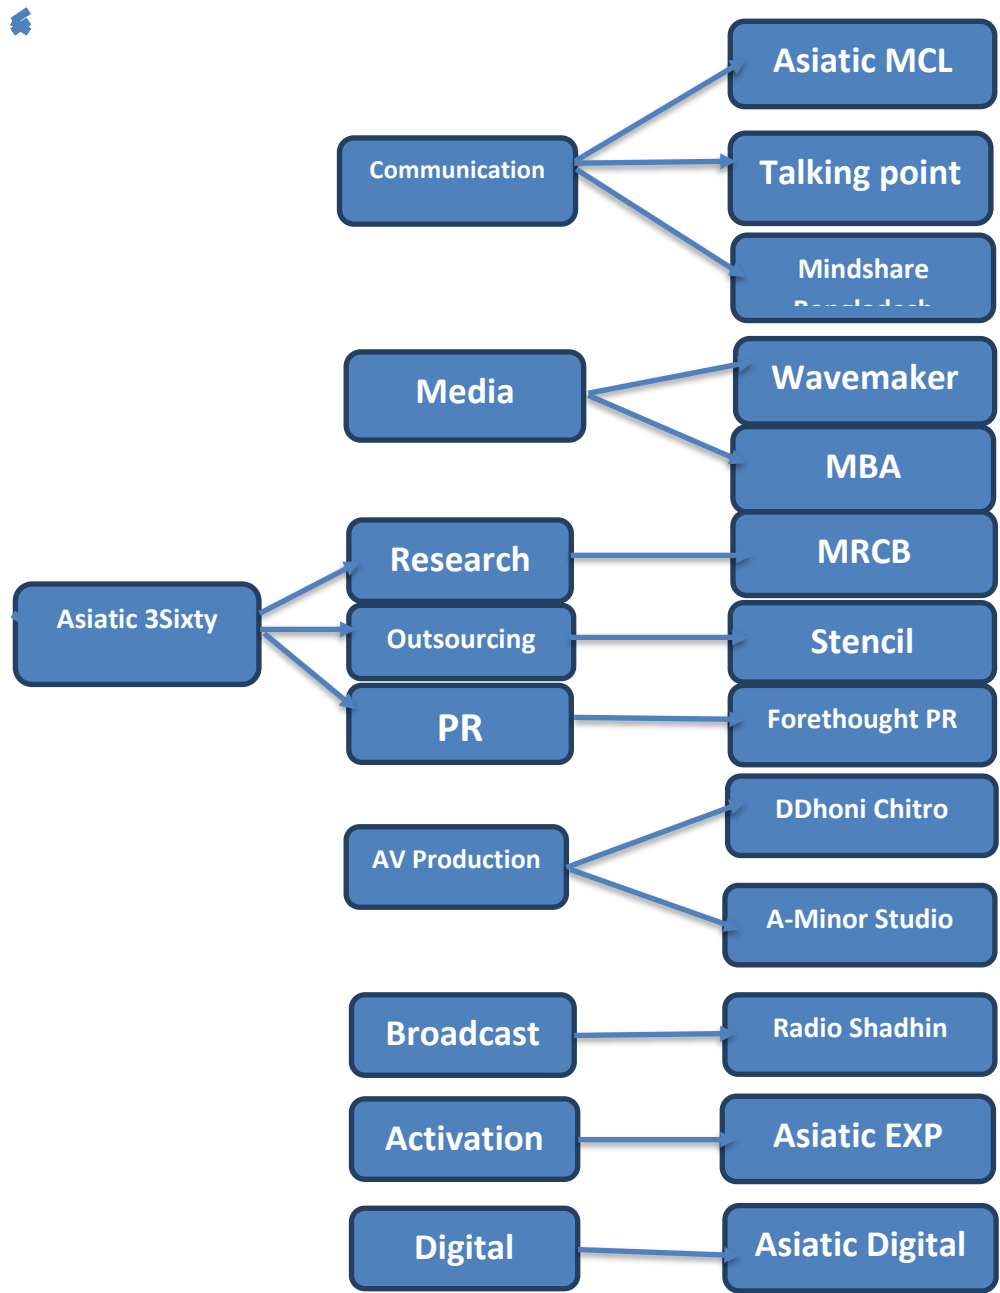 Asiatic MCL
Communication
Talking point
Mindshare
Media
Wavemaker
MBA
Research
MRCB
Asiatic 3Sixty
Outsourcing
Stencil
PR
Forethought PR
DDhoni Chitro
AV Production
A-Minor Studio
Broadcast
Radio Shadhin
Activation
Asiatic EXP
Digital
Asiatic Digital